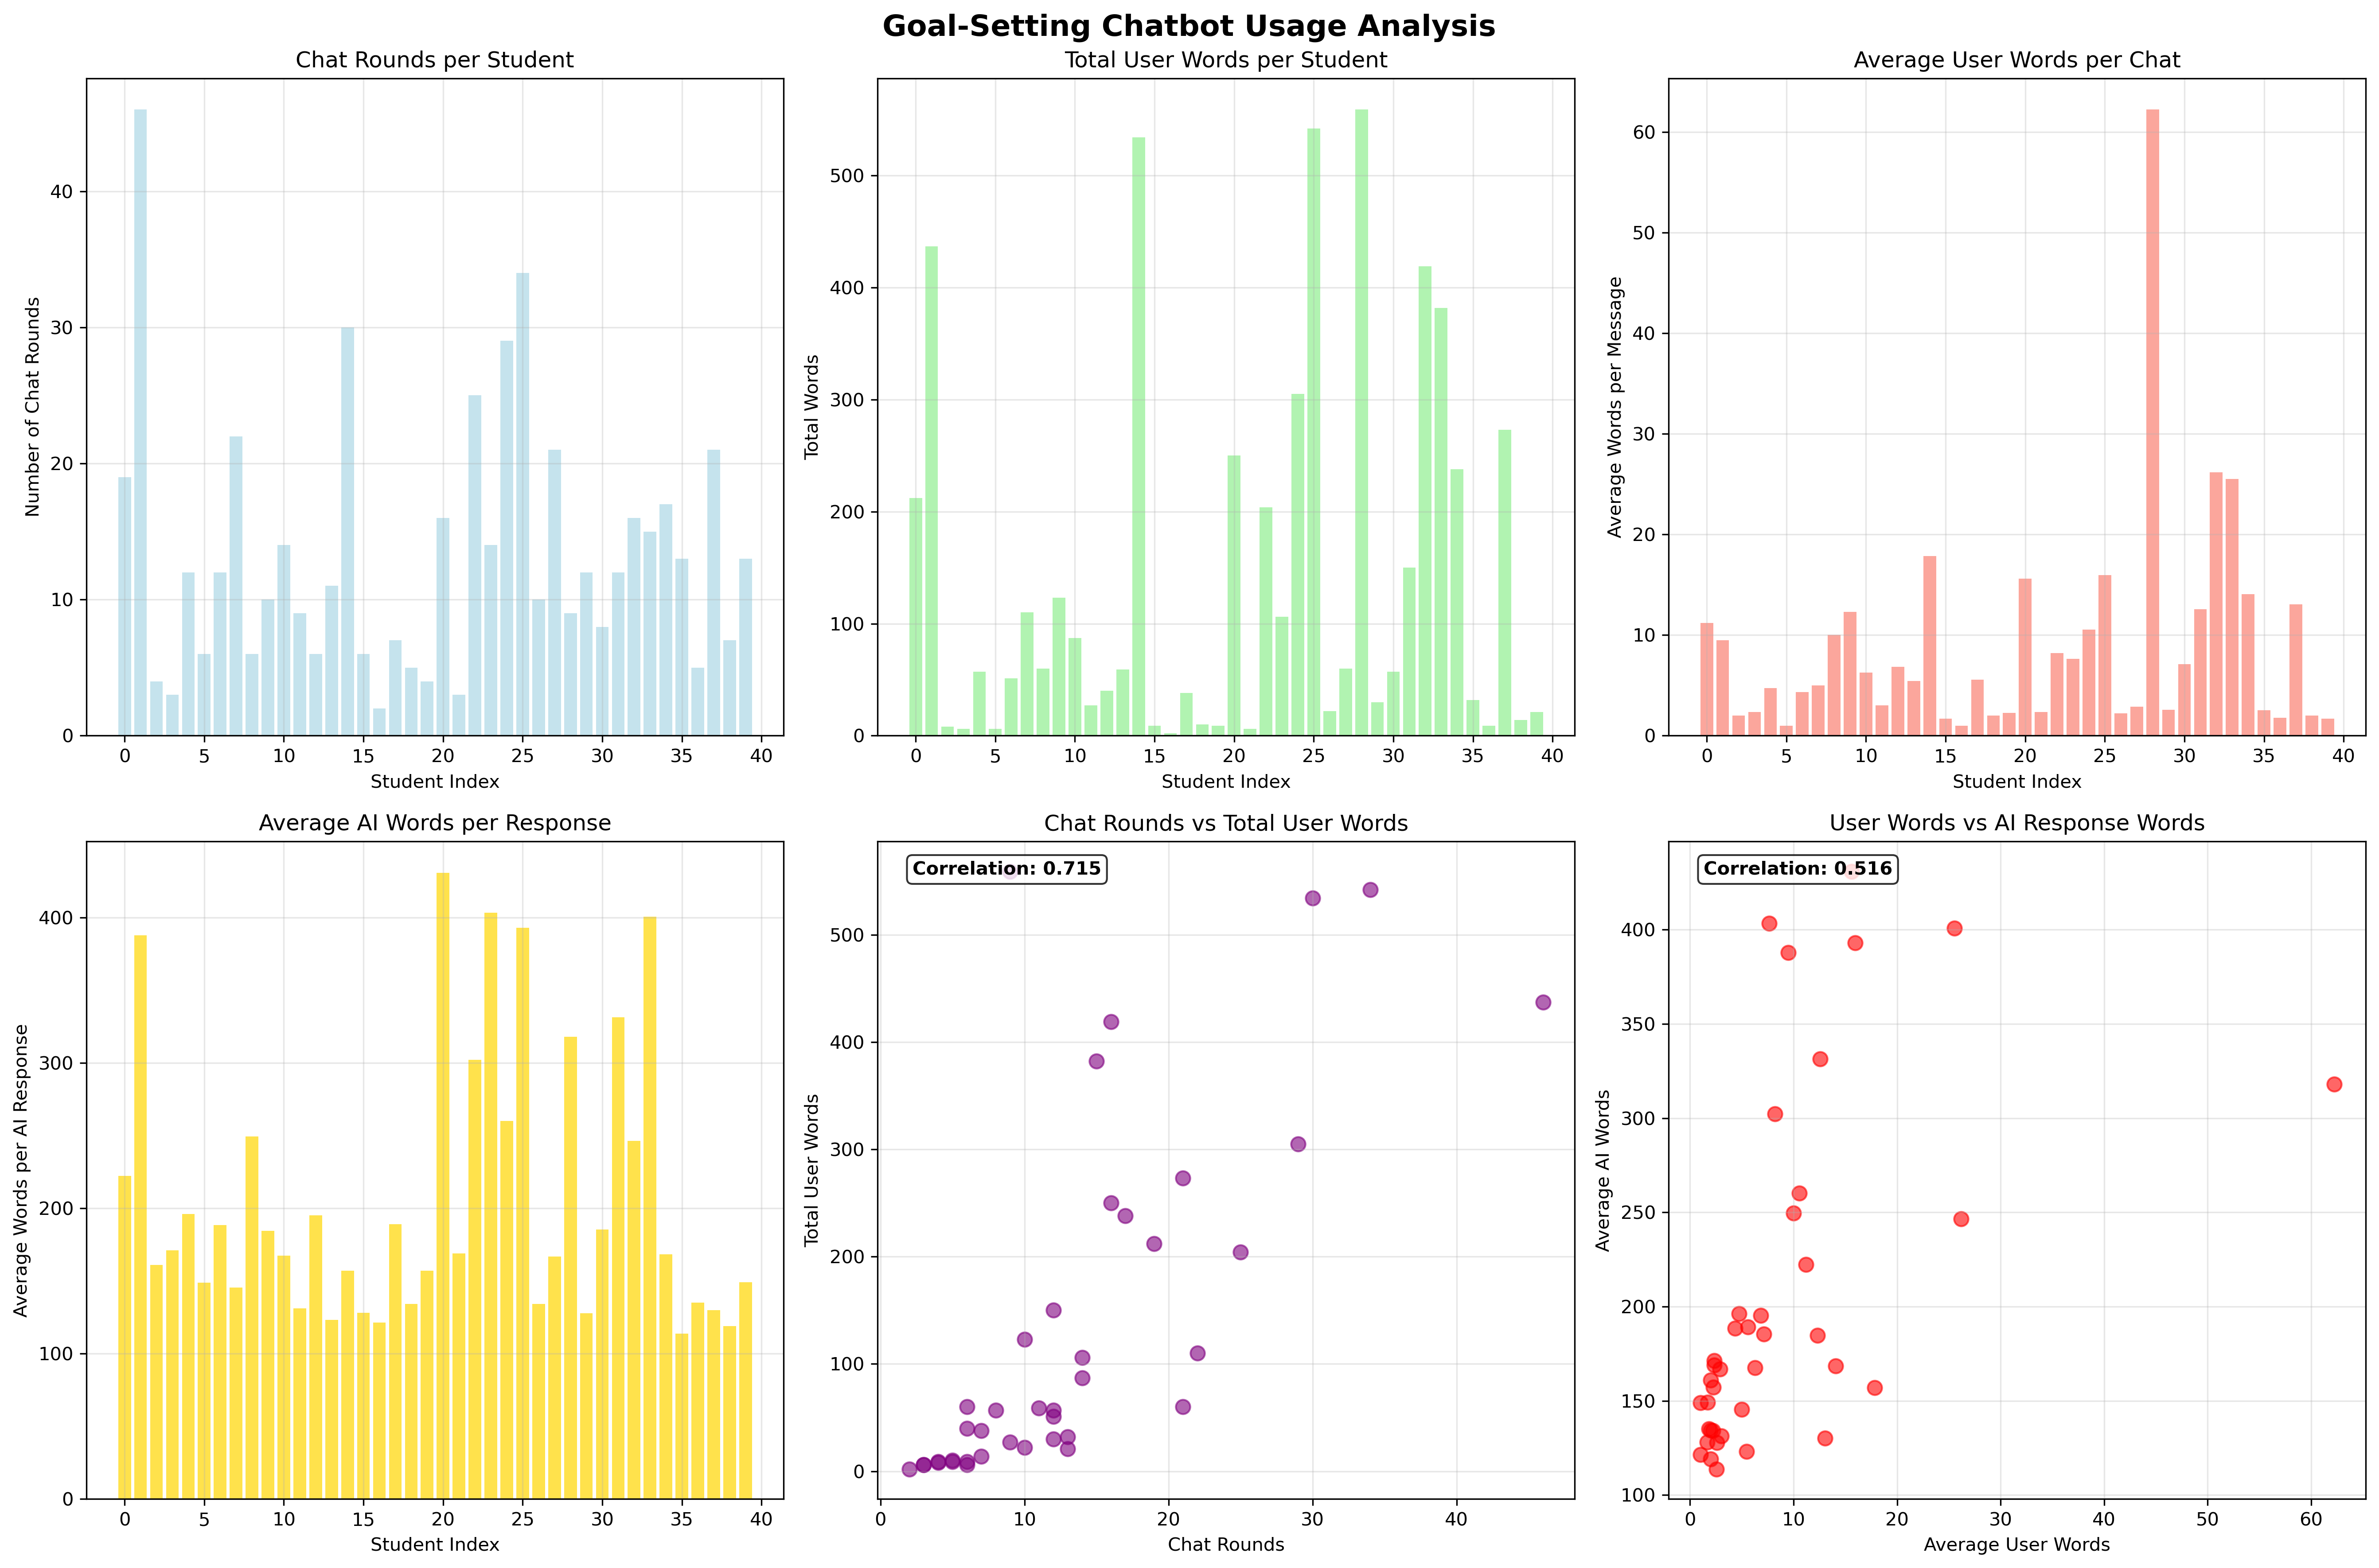 Goal-Setting Chatbot Usage Analysis
Chat Rounds per Student
Number of Chat Rounds
40
30
20
10
0
0 5 10 15 20 25 30 35 40
Student Index
Total User Words per Student
Total Words
500
400
300
200
100
0
0 5 10 15 20 25 30 35 40
Student Index
Average User Words per Chat
Average Words per Message
60
50
40
30
20
10
0
0 5 10 15 20 25 30 35 40
Student Index
Average AI Words per Response
Average Words per AI Response
400
300
200
100
0
0 5 10 15 20 25 30 35 40
Student Index
Chat Rounds vs Total User Words
Correlation: 0.715
Total User Words
500
400
300
200
100
0
0 10 20 30 40
Chat Rounds
User Words vs AI Response Words
Correlation: 0.516
Average AI Words
400
350
300
250
200
150
100
0 10 20 30 40 50 60
Average User Words